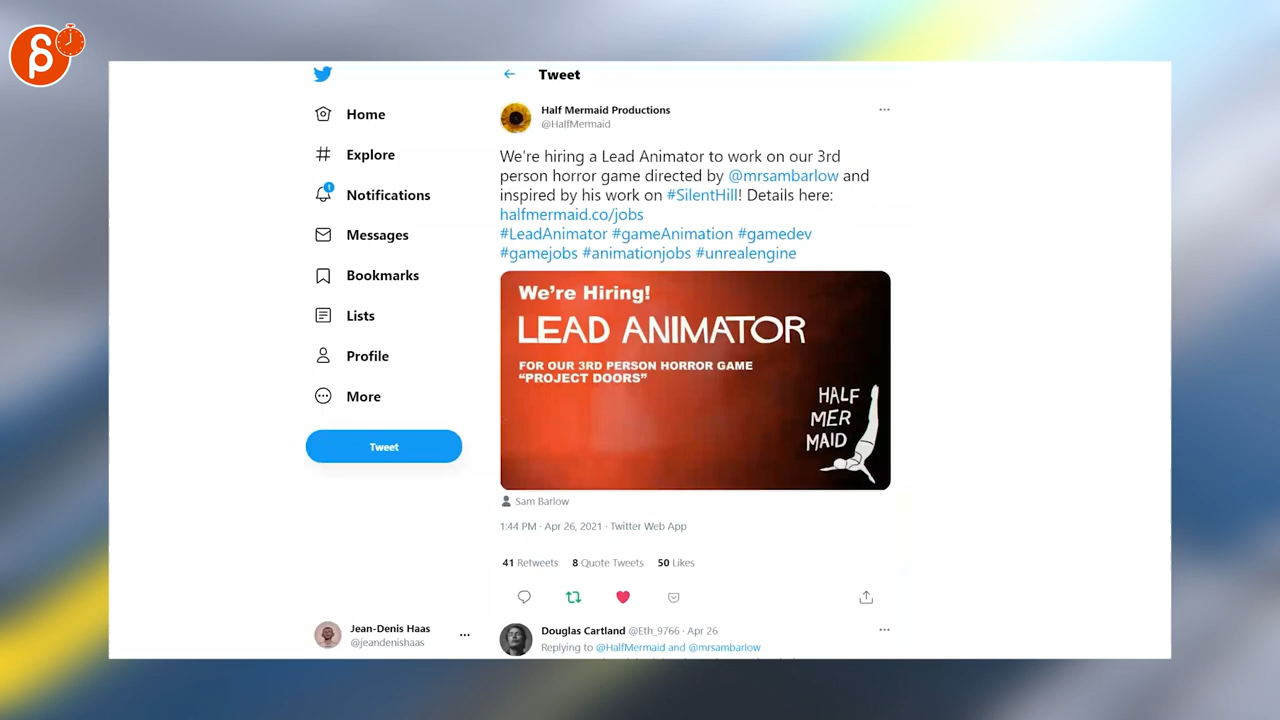 Tweet
Half Mermaid Productions
@HalfMermaid
Home
Explore
Notifications
1
Messages
Bookmarks
Lists
Profile
More
Tweet
We're hiring a Lead Animator to work on our 3rd
person horror game directed by @mrsambarlow and
inspired by his work on #SilentHill! Details here:
halfmermaid.co/jobs
#LeadAnimator #gameAnimation #gamedev
#gamejobs #animationjobs #unrealengine
We're Hiring!
LEAD ANIMATOR
FOR OUR 3RD PERSON HORROR GAME
"PROJECT DOORS"
HALF
MER
MAID
Sam Barlow
1:44 PM · Apr 26, 2021 · Twitter Web App
41 Retweets 8 Quote Tweets 50 Likes
Jean-Denis Haas
@jeandenishaas
Douglas Cartland @Eth_9766 · Apr 26
Replying to @HalfMermaid and @mrsambarlow